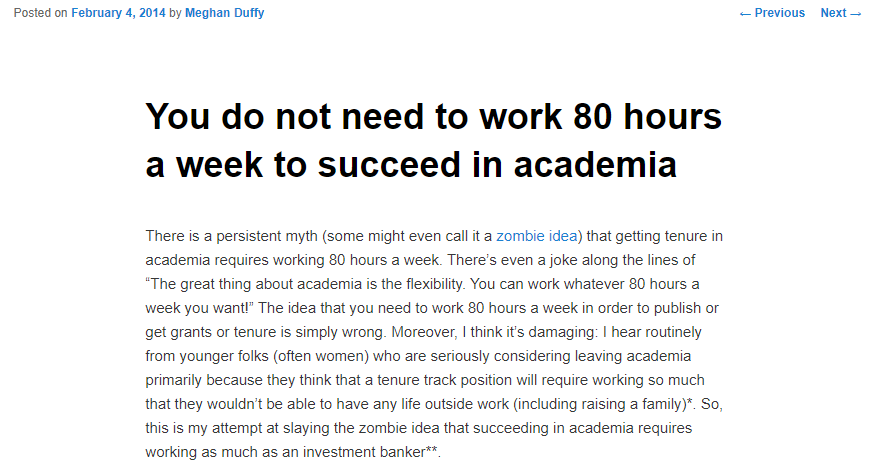 Posted on February 4, 2014 by Meghan Duffy
← Previous Next →
You do not need to work 80 hours
a week to succeed in academia
There is a persistent myth (some might even call it a zombie idea) that getting tenure in
academia requires working 80 hours a week. There’s even a joke along the lines of
“The great thing about academia is the flexibility. You can work whatever 80 hours a
week you want!” The idea that you need to work 80 hours a week in order to publish or
get grants or tenure is simply wrong. Moreover, I think it’s damaging: I hear routinely
from younger folks (often women) who are seriously considering leaving academia
primarily because they think that a tenure track position will require working so much
that they wouldn’t be able to have any life outside work (including raising a family)*. So,
this is my attempt at slaying the zombie idea that succeeding in academia requires
working as much as an investment banker**.